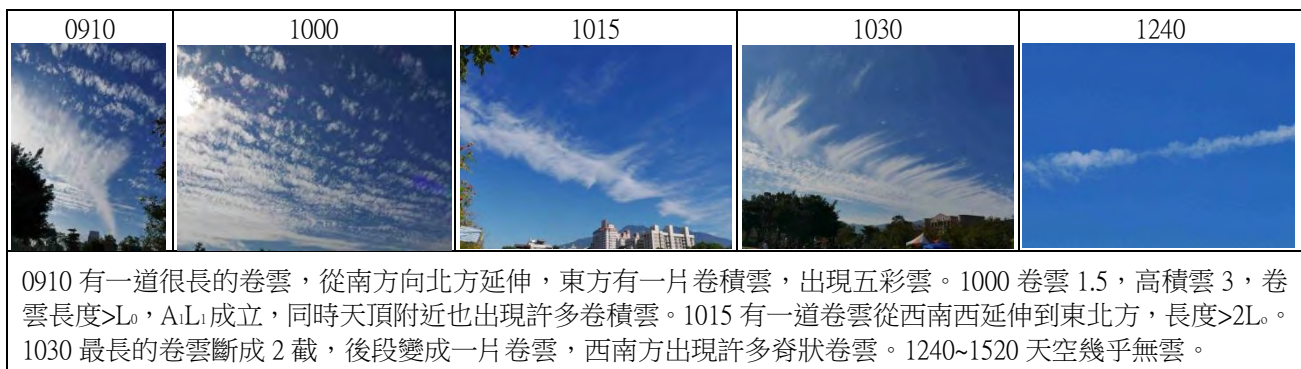 0910 1000 1015 1030 1240
0910 有一道很長的卷雲，從南方向北方延伸，東方有一片卷積雲，出現五彩雲。1000 卷雲 1.5，高積雲 3，卷
雲長度>L₀，A₁L₁成立，同時天頂附近也出現許多卷積雲。1015 有一道卷雲從西南西延伸到東北方，長度>2L₀。
1030 最長的卷雲斷成 2 截，後段變成一片卷雲，西南方出現許多脊狀卷雲。1240~1520 天空幾乎無雲。